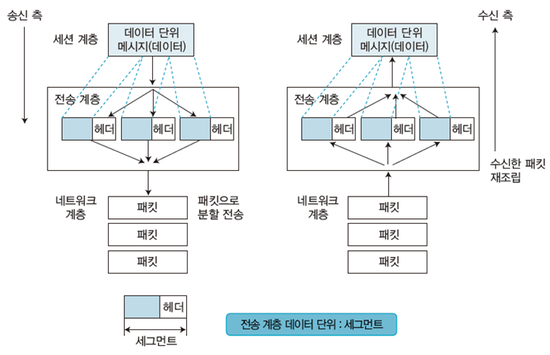 송신 측
세션 계층
데이터 단위
메시지(데이터)
전송 계층
헤더
헤더
헤더
네트워크
계층
패킷
패킷
패킷
패킷으로
분할 전송
수신 측
세션 계층
데이터 단위
메시지(데이터)
전송 계층
헤더
헤더
헤더
수신한 패킷
재조립
네트워크
계층
패킷
패킷
패킷
헤더
세그먼트
전송 계층 데이터 단위 : 세그먼트